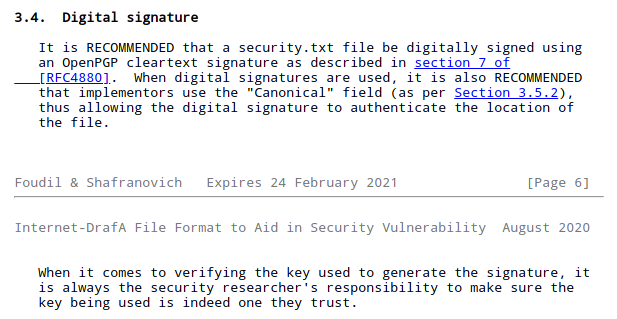 3.4. Digital signature
It is RECOMMENDED that a security.txt file be digitally signed using
an OpenPGP cleartext signature as described in section 7 of
[RFC4880]. When digital signatures are used, it is also RECOMMENDED
that implementors use the "Canonical" field (as per Section 3.5.2),
thus allowing the digital signature to authenticate the location of
the file.
Foudil & Shafranovich Expires 24 February 2021 [Page 6]
Internet-DrafA File Format to Aid in Security Vulnerability August 2020
When it comes to verifying the key used to generate the signature, it
is always the security researcher's responsibility to make sure the
key being used is indeed one they trust.